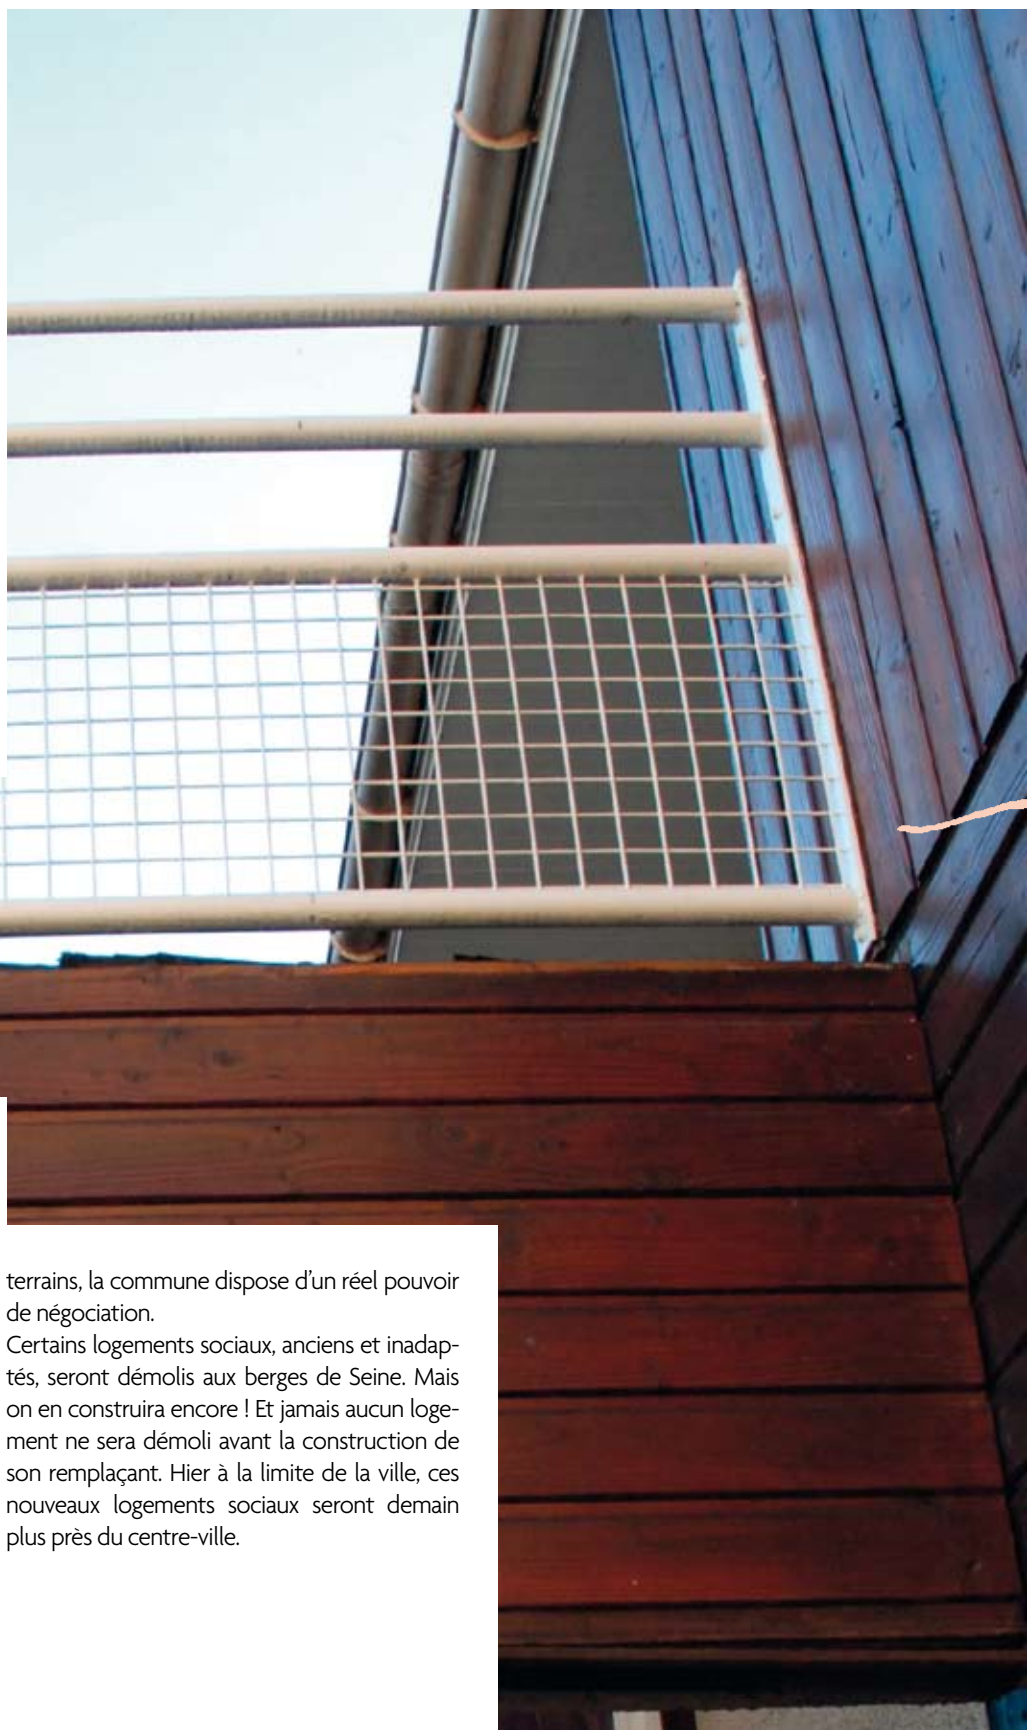 terrains, la commune dispose d’un réel pouvoir
de négociation.
Certains logements sociaux, anciens et inadap-
tés, seront démolis aux berges de Seine. Mais
on en construira encore ! Et jamais aucun loge-
ment ne sera démoli avant la construction de
son remplaçant. Hier à la limite de la ville, ces
nouveaux logements sociaux seront demain
plus près du centre-ville.